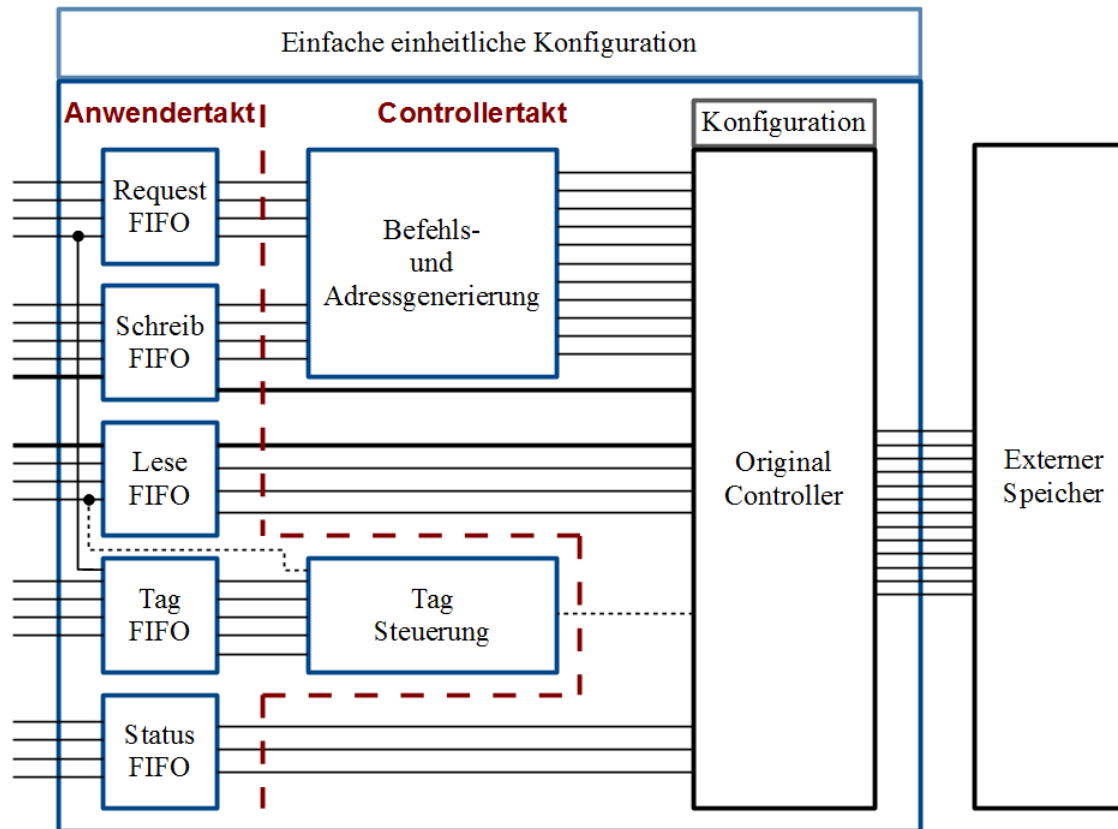 Einfache einheitliche Konfiguration
Anwendertakt
Controllertakt
Konfiguration
Request
FIFO
Befehls-
und
Adressgenerierung
Schreib
FIFO
Lese
FIFO
Original
Controller
Externer
Speicher
Tag
FIFO
Tag
Steuerung
Status
FIFO